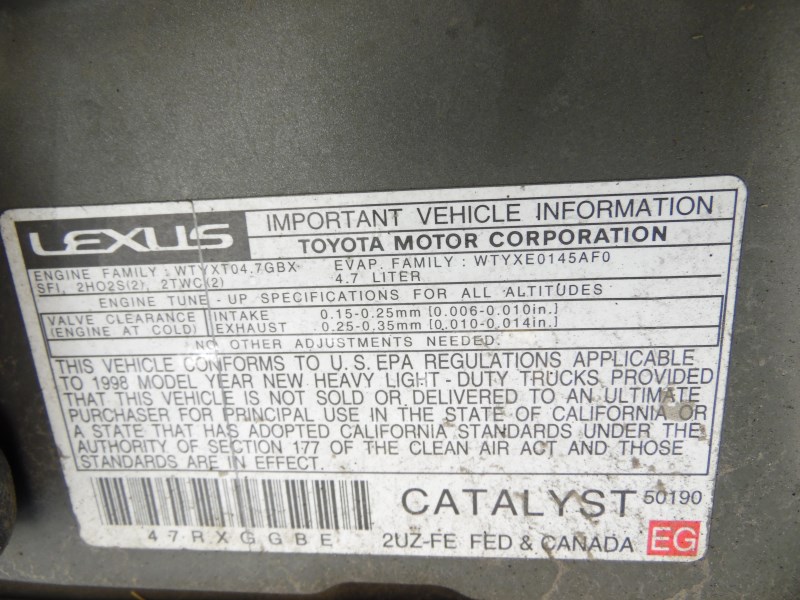 LEXUS
IMPORTANT VEHICLE INFORMATION
TOYOTA MOTOR CORPORATION
ENGINE FAMILY : WTYXT04.7GBX EVAP. FAMILY : WTYXE0145AF0
SFI, 2HO2S(2), 2TWC(2) 4.7 LITER
ENGINE TUNE - UP SPECIFICATIONS FOR ALL ALTITUDES
VALVE CLEARANCE INTAKE 0.15-0.25mm [0.006-0.010in.]
(ENGINE AT COLD) EXHAUST 0.25-0.35mm [0.010-0.014in.]
NO OTHER ADJUSTMENTS NEEDED.
THIS VEHICLE CONFORMS TO U.S. EPA REGULATIONS APPLICABLE
TO 1998 MODEL YEAR NEW HEAVY LIGHT - DUTY TRUCKS PROVIDED
THAT THIS VEHICLE IS NOT SOLD OR DELIVERED TO AN ULTIMATE
PURCHASER FOR PRINCIPAL USE IN THE STATE OF CALIFORNIA OR
A STATE THAT HAS ADOPTED CALIFORNIA STANDARDS UNDER THE
AUTHORITY OF SECTION 177 OF THE CLEAN AIR ACT AND THOSE
STANDARDS ARE IN EFFECT.
CATALYST 50190
47RXGGBE 2UZ-FE FED & CANADA EG